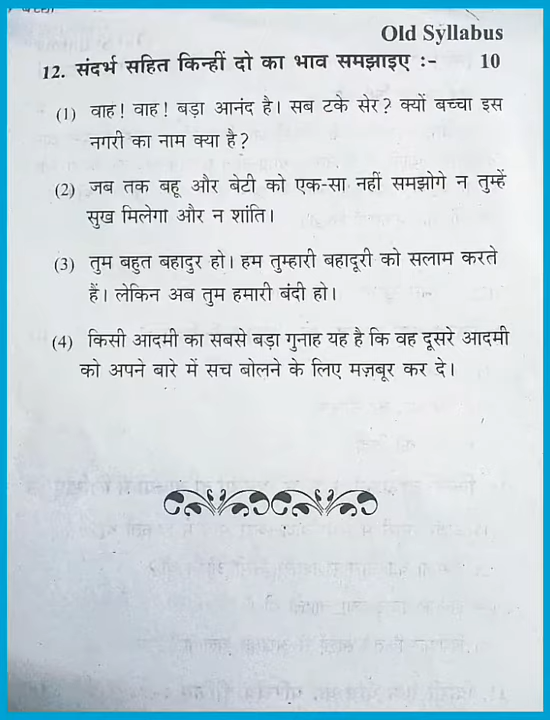 Old Syllabus
12. संदर्भ सहित किन्हीं दो का भाव समझाइए :- 10
(1) वाह! वाह! बड़ा आनंद है। सब टके सेर? क्यों बच्चा इस
नगरी का नाम क्या है?
(2) जब तक बहू और बेटी को एक-सा नहीं समझोगे न तुम्हें
सुख मिलेगा और न शांति।
(3) तुम बहुत बहादुर हो। हम तुम्हारी बहादूरी को सलाम करते
हैं। लेकिन अब तुम हमारी बंदी हो।
(4) किसी आदमी का सबसे बड़ा गुनाह यह है कि वह दूसरे आदमी
को अपने बारे में सच बोलने के लिए मज़बूर कर दे।